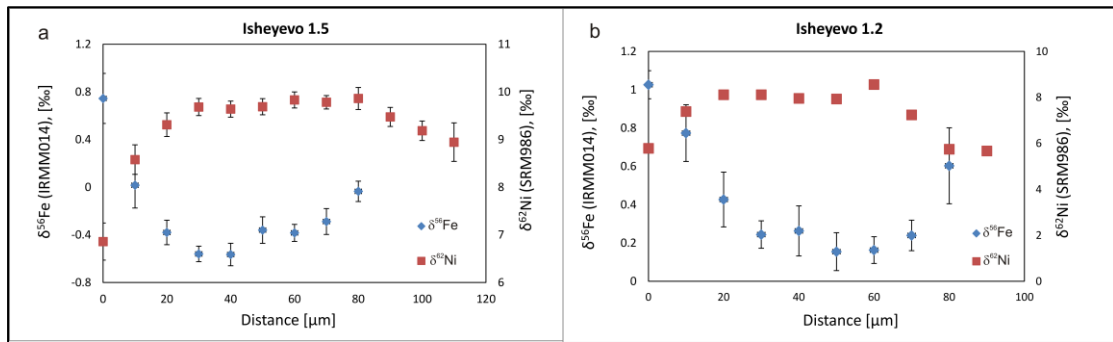 a
Isheyevo 1.5
1.2
0.8
0.4
0
-0.4
-0.8
δ⁵⁶Fe (IRMM014), [‰]
11
10
9
8
7
6
δ⁶²Ni (SRM986), [‰]
δ⁵⁶Fe
δ⁶²Ni
0 20 40 60 80 100 120
Distance [μm]
b
Isheyevo 1.2
1.2
1
0.8
0.6
0.4
0.2
0
δ⁵⁶Fe (IRMM014), [‰]
10
8
6
4
2
0
δ⁶²Ni (SRM986), [‰]
δ⁵⁶Fe
δ⁶²Ni
0 20 40 60 80 100
Distance [μm]